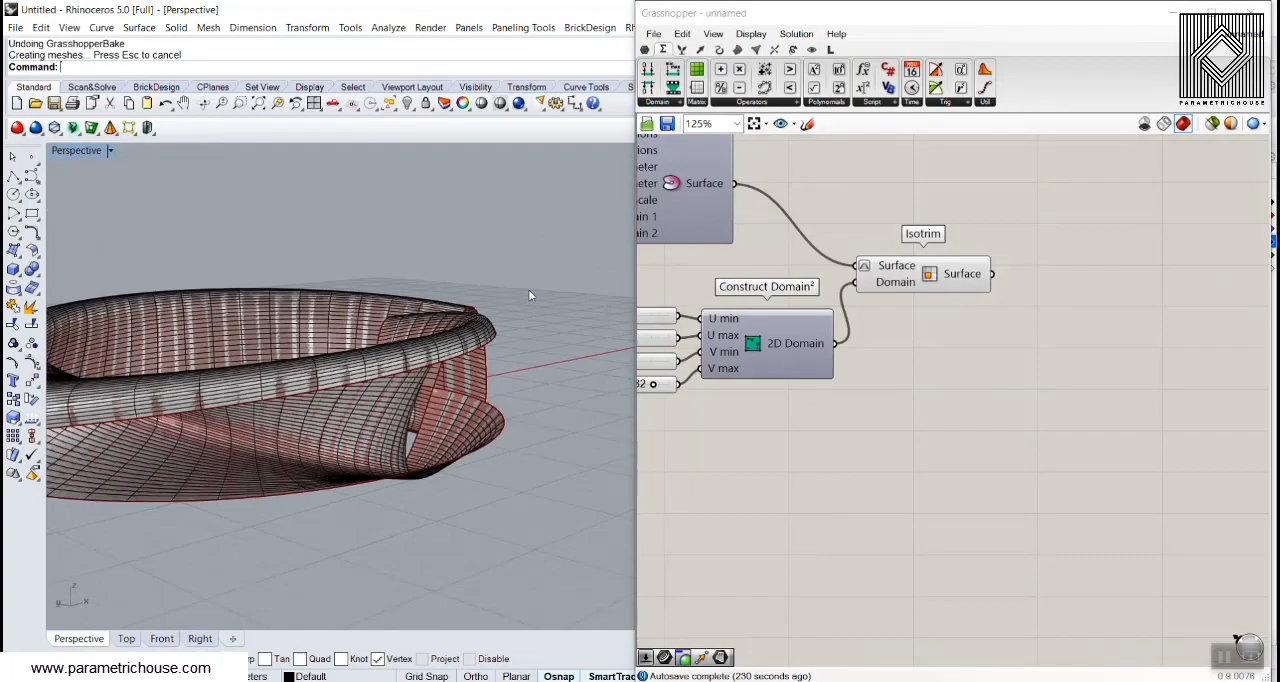 Untitled - Rhinoceros 5.0 [Full] - [Perspective]
File Edit View Curve Surface Solid Mesh Dimension Transform Tools Analyze Render Panels Paneling Tools BrickDesign
Undoing GrasshopperBake
Creating meshes... Press Esc to cancel
Command:
Standard Scan&Solve BrickDesign CPlanes Set View Display Select Viewport Layout Visibility Transform Curve Tools
Perspective
z
y x
Perspective Top Front Right
Tan Quad Knot Vertex Project Disable
www.parametrichouse.com
Default Grid Snap Ortho Planar Osnap SmartTrac
Grasshopper - unnamed
File Edit View Display Solution Help
PARAMETRICHOUSE
Domain Matrix Operators Polynomials Script Time Trig Util
125%
Surface
Isotrim
Surface
Domain
Surface
Construct Domain²
U min
U max
V min
V max
2D Domain
Autosave complete (230 seconds ago)
0.9.0076